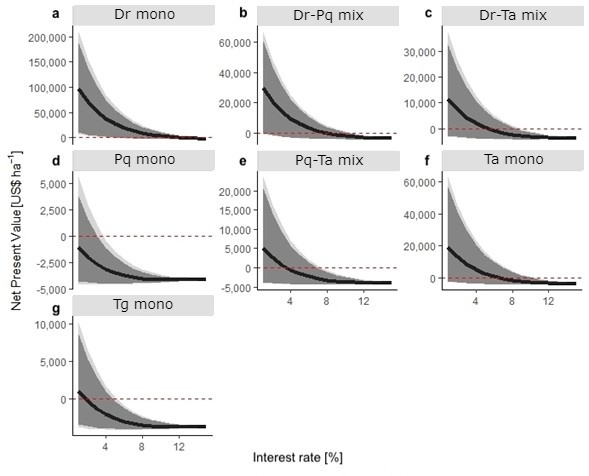 a Dr mono
200,000
150,000
100,000
50,000
0
b Dr-Pq mix
60,000
40,000
20,000
0
c Dr-Ta mix
30,000
20,000
10,000
0
d Pq mono
5,000
2,500
0
-2,500
-5,000
e Pq-Ta mix
20,000
15,000
10,000
5,000
0
-5,000
4 8 12
f Ta mono
60,000
40,000
20,000
0
4 8 12
g Tg mono
10,000
5,000
0
4 8 12
Net Present Value [US$ ha⁻¹]
Interest rate [%]